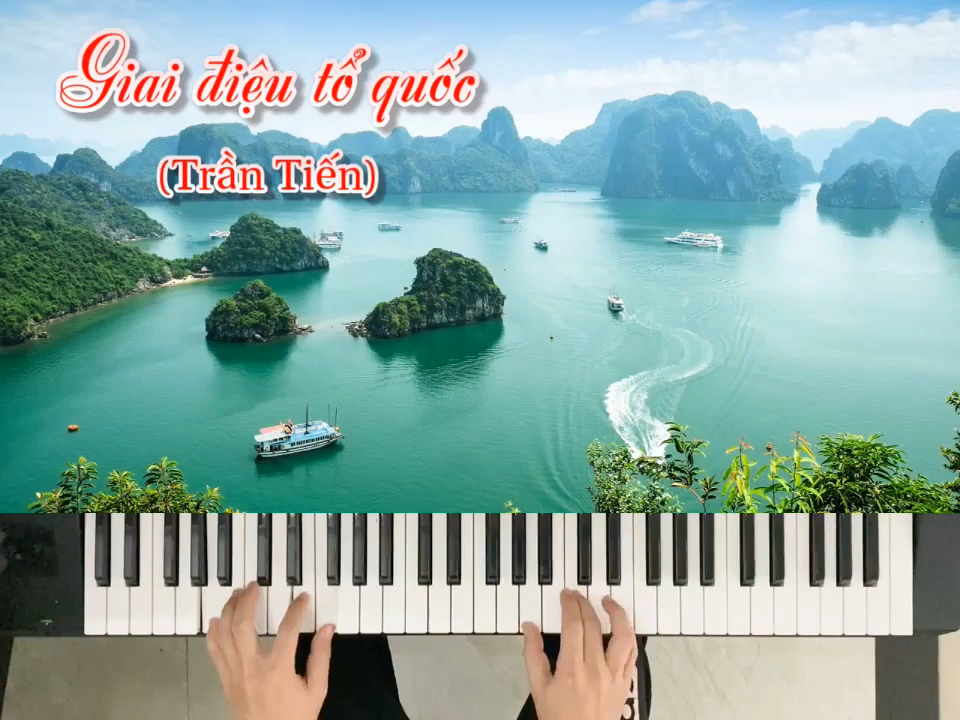 Giai điệu tổ quốc
(Trần Tiến)